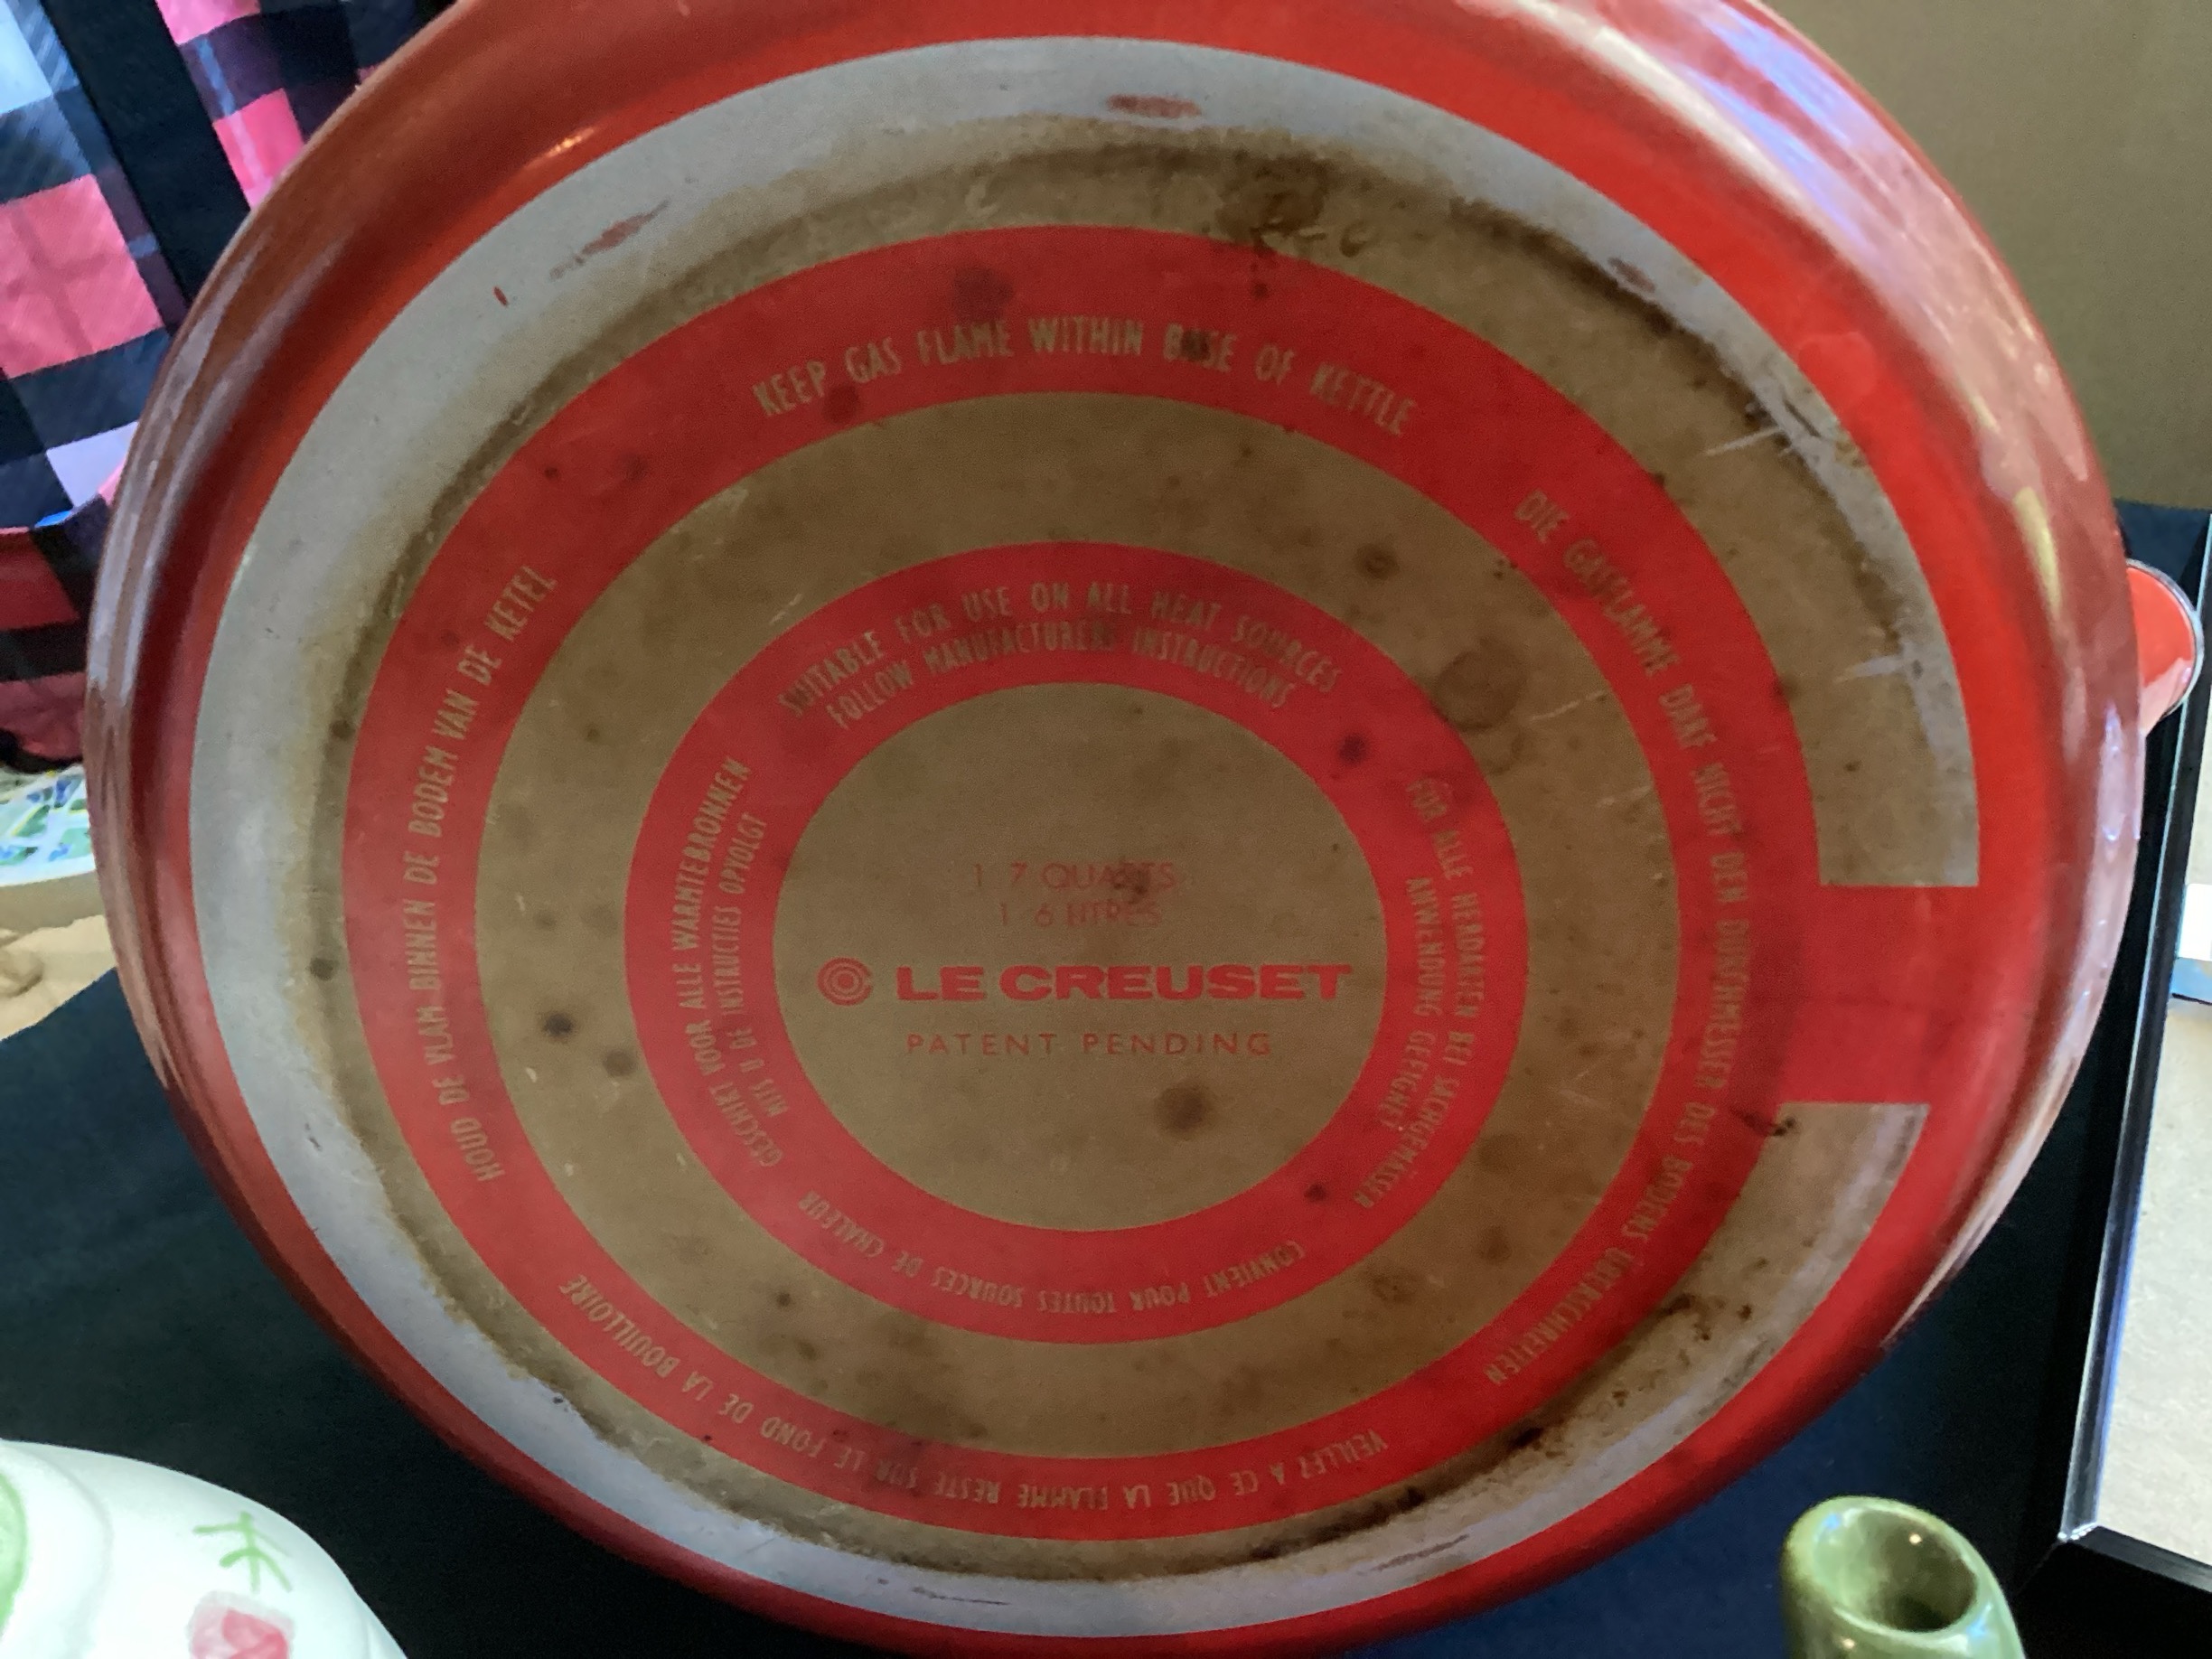 KEEP GAS FLAME WITHIN BASE OF KETTLE
DIE GASFLAMME DARF NICHT DEN DURCHMESSER DES BODENS ÜBERSCHREITEN
VEILLEZ A CE QUE LA FLAMME RESTE SUR LE FOND DE LA BOUILLOIRE
HOUD DE VLAM BINNEN DE BODEM VAN DE KETEL
SUITABLE FOR USE ON ALL HEAT SOURCES
FOLLOW MANUFACTURERS INSTRUCTIONS
FÜR ALLE HERDARTEN BEI SACHGEMÄSSER
ANWENDUNG GEEIGNET
CONVIENT POUR TOUTES SOURCES DE CHALEUR
GESCHIKT VOOR ALLE WARMTEBRONNEN
MITS U DE INSTRUCTIES OPVOLGT
1 7 QUARTS
1 6 LITRES
LE CREUSET
PATENT PENDING